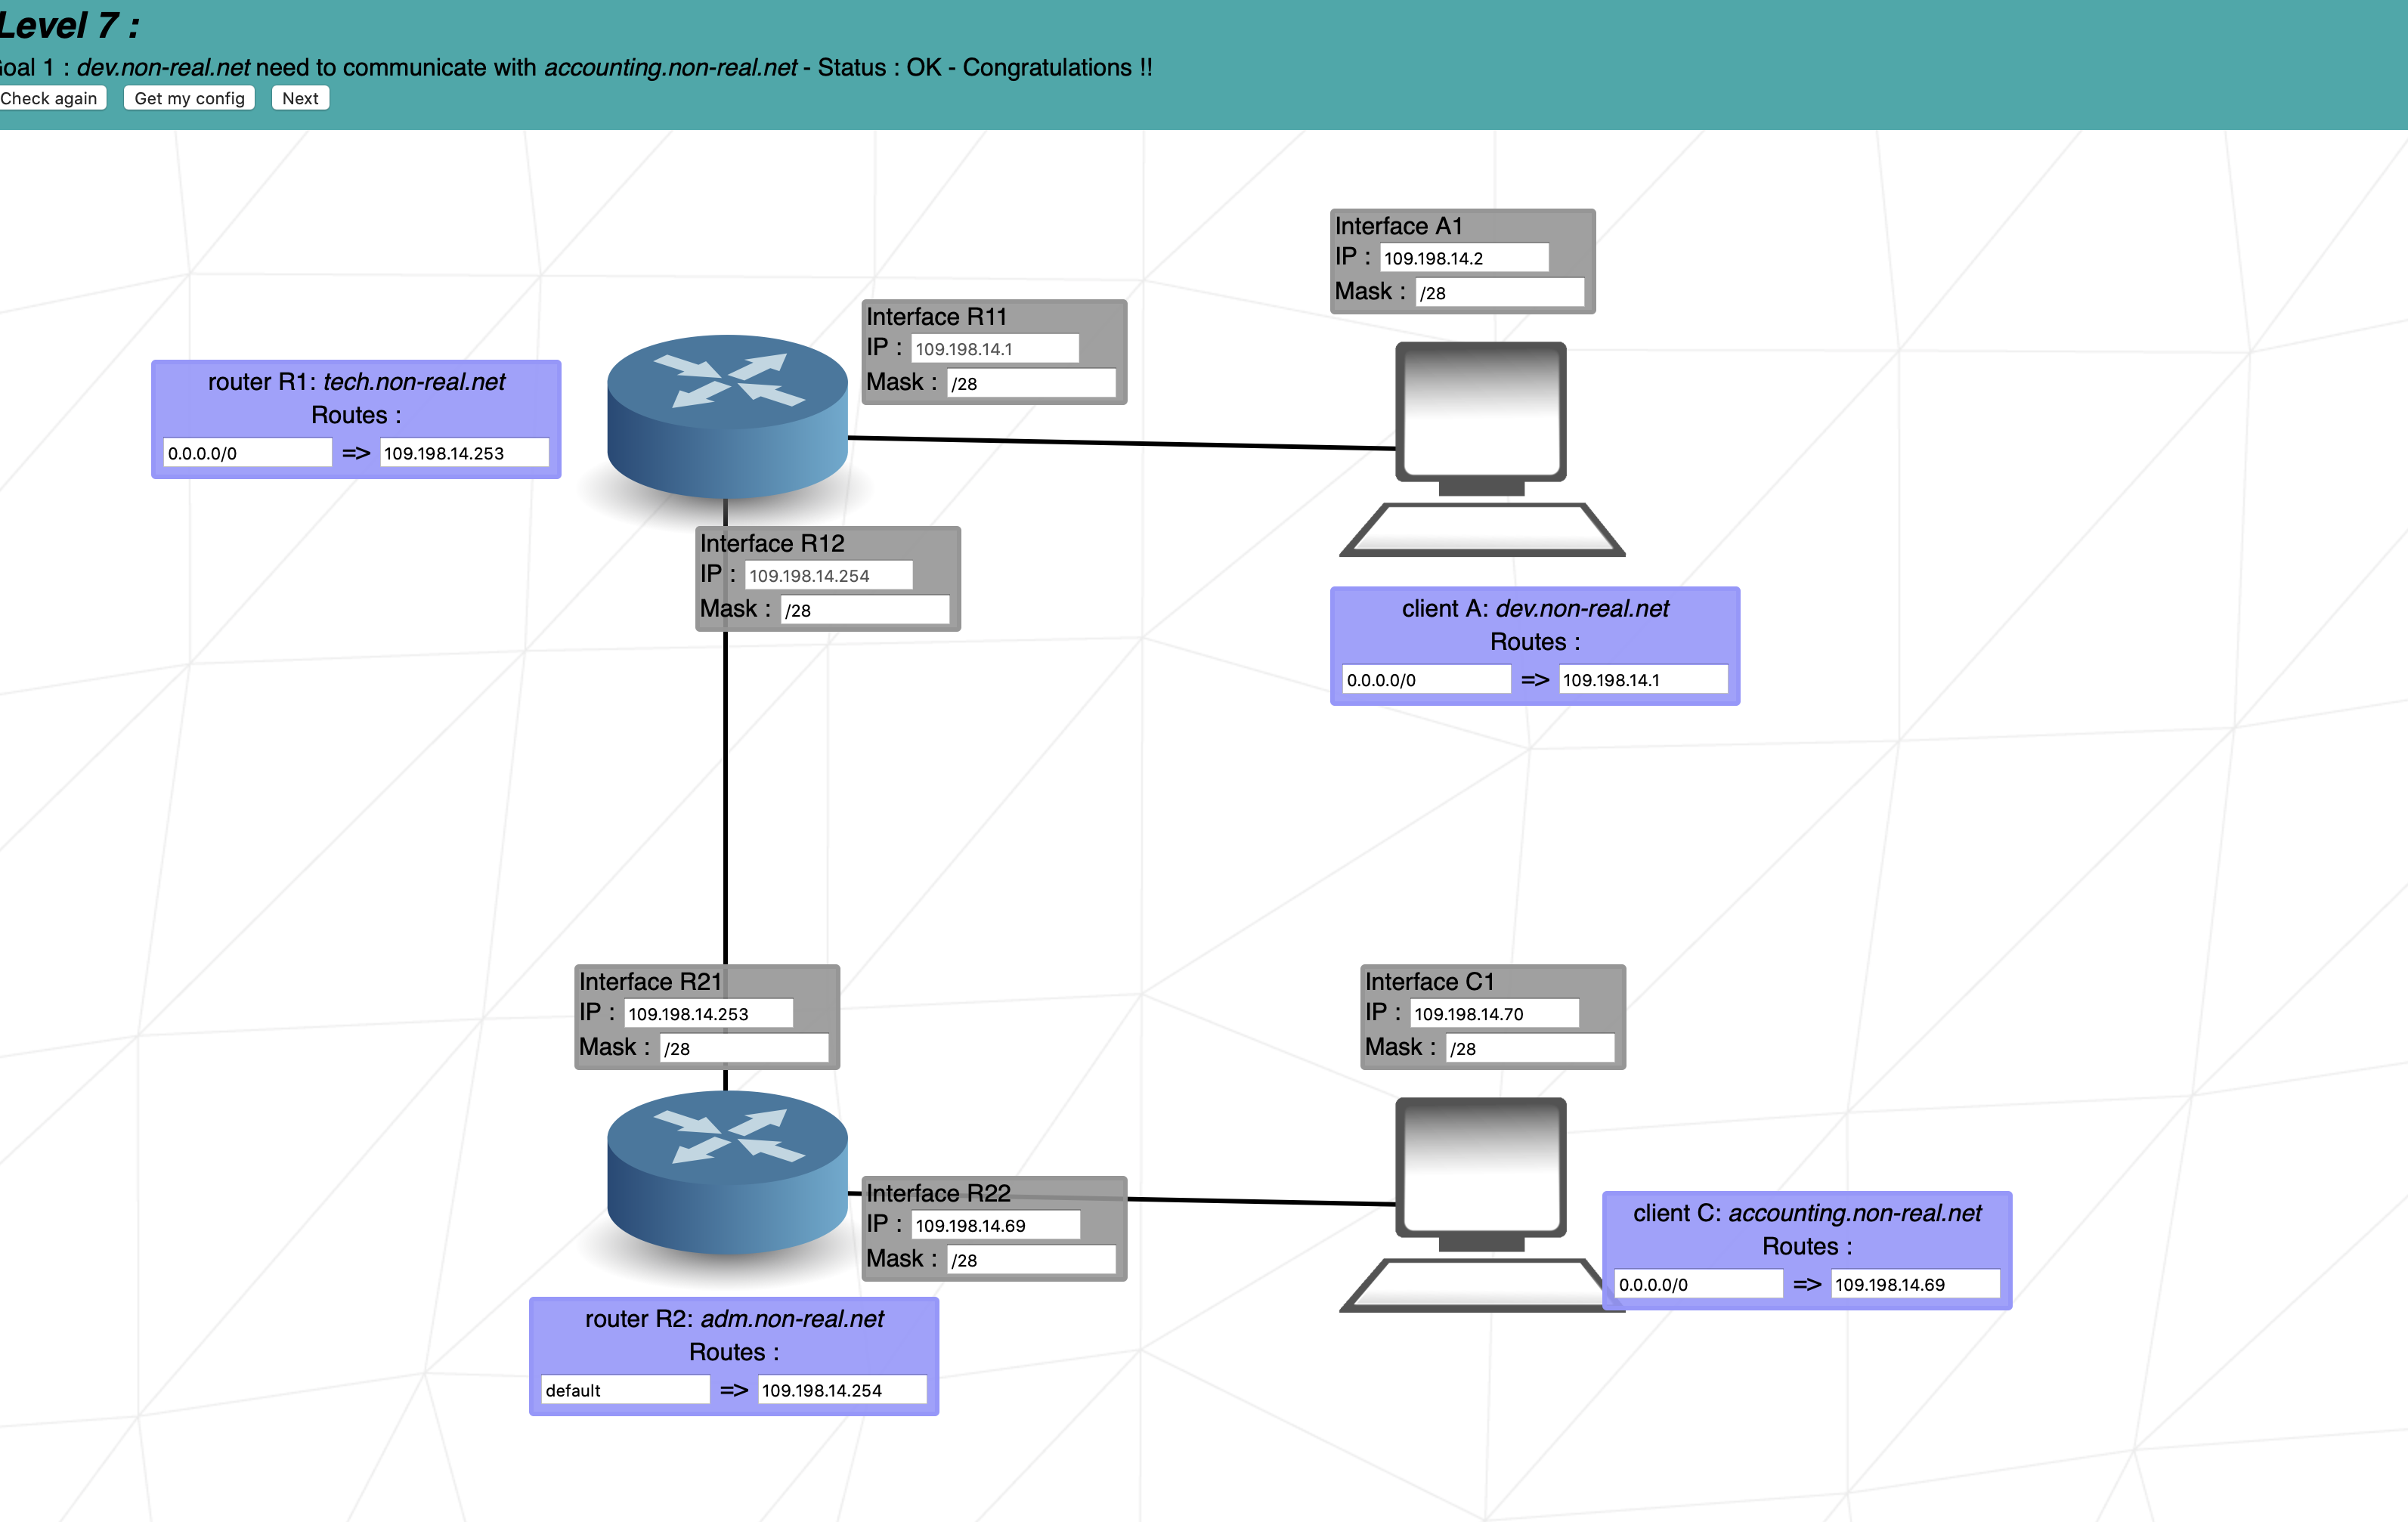 Level 7 :
oal 1 : dev.non-real.net need to communicate with accounting.non-real.net - Status : OK - Congratulations !!
Check again Get my config Next
Interface A1
IP : 109.198.14.2
Mask : /28
Interface R11
IP : 109.198.14.1
Mask : /28
router R1: tech.non-real.net
Routes :
0.0.0.0/0 => 109.198.14.253
Interface R12
IP : 109.198.14.254
Mask : /28
client A: dev.non-real.net
Routes :
0.0.0.0/0 => 109.198.14.1
Interface R21
IP : 109.198.14.253
Mask : /28
Interface C1
IP : 109.198.14.70
Mask : /28
Interface R22
IP : 109.198.14.69
Mask : /28
client C: accounting.non-real.net
Routes :
0.0.0.0/0 => 109.198.14.69
router R2: adm.non-real.net
Routes :
default => 109.198.14.254